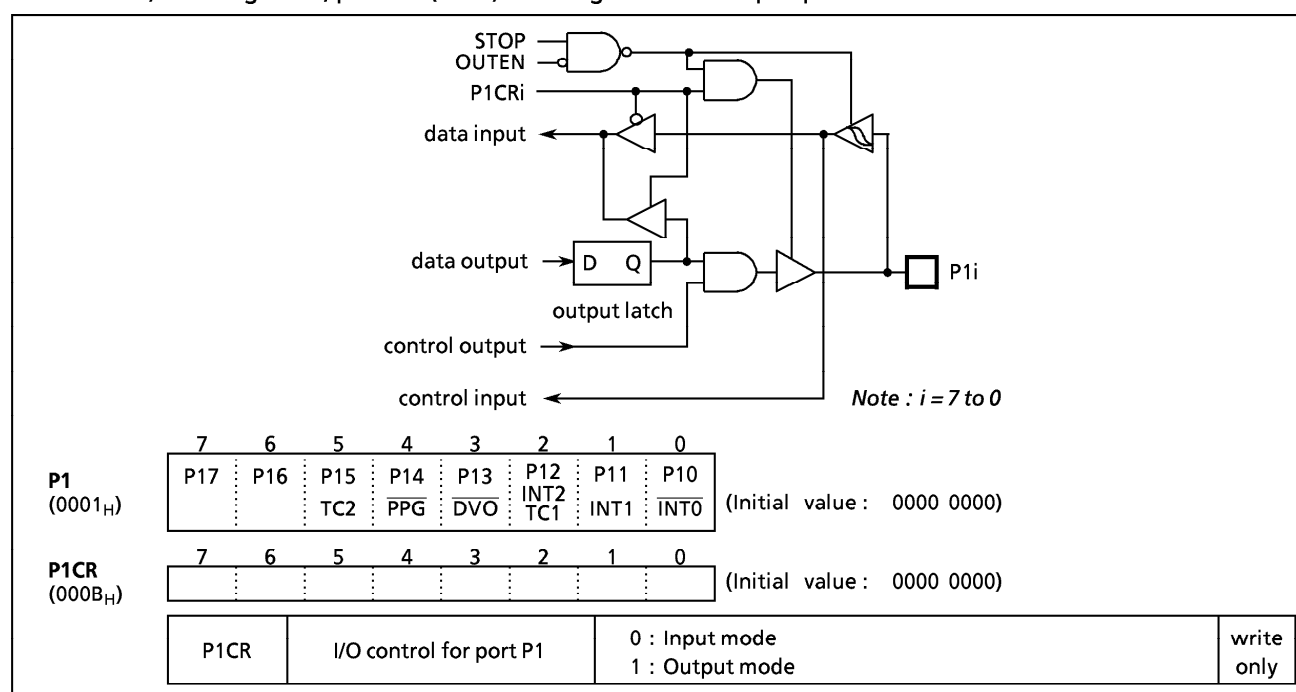 STOP
OUTEN
P1CRi
data input
data output
D Q
P1i
output latch
control output
control input
Note : i = 7 to 0
7 6 5 4 3 2 1 0
P1
(0001H)
P17 P16 P15 P14 P13 P12 P11 P10
TC2 PPG DVO INT2 TC1 INT1 INT0
(Initial value : 0000 0000)
7 6 5 4 3 2 1 0
P1CR
(000BH)
(Initial value : 0000 0000)
P1CR I/O control for port P1 0 : Input mode write
1 : Output mode only